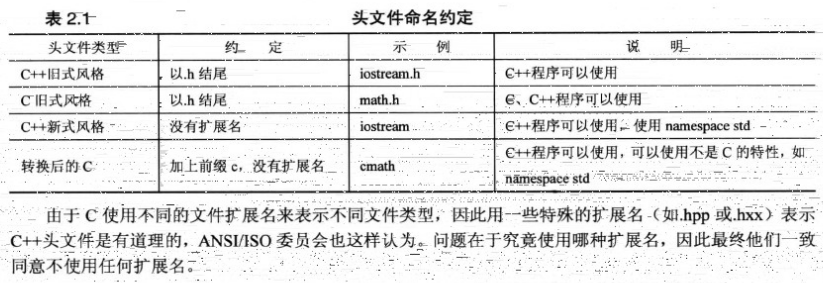 表 2.1 头文件命名约定
头文件类型 约 定 示 例 说 明
C++旧式风格 以.h 结尾 iostream.h C++程序可以使用
C 旧式风格 以.h 结尾 math.h C、C++程序可以使用
C++新式风格 没有扩展名 iostream C++程序可以使用,使用 namespace std
转换后的 C 加上前缀 c,没有扩展名 cmath C++程序可以使用,可以使用不是 C 的特性,如
namespace std
由于 C 使用不同的文件扩展名来表示不同文件类型,因此用一些特殊的扩展名(如.hpp 或.hxx)表示
C++头文件是有道理的,ANSI/ISO 委员会也这样认为。问题在于究竟使用哪种扩展名,因此最终他们一致
同意不使用任何扩展名。